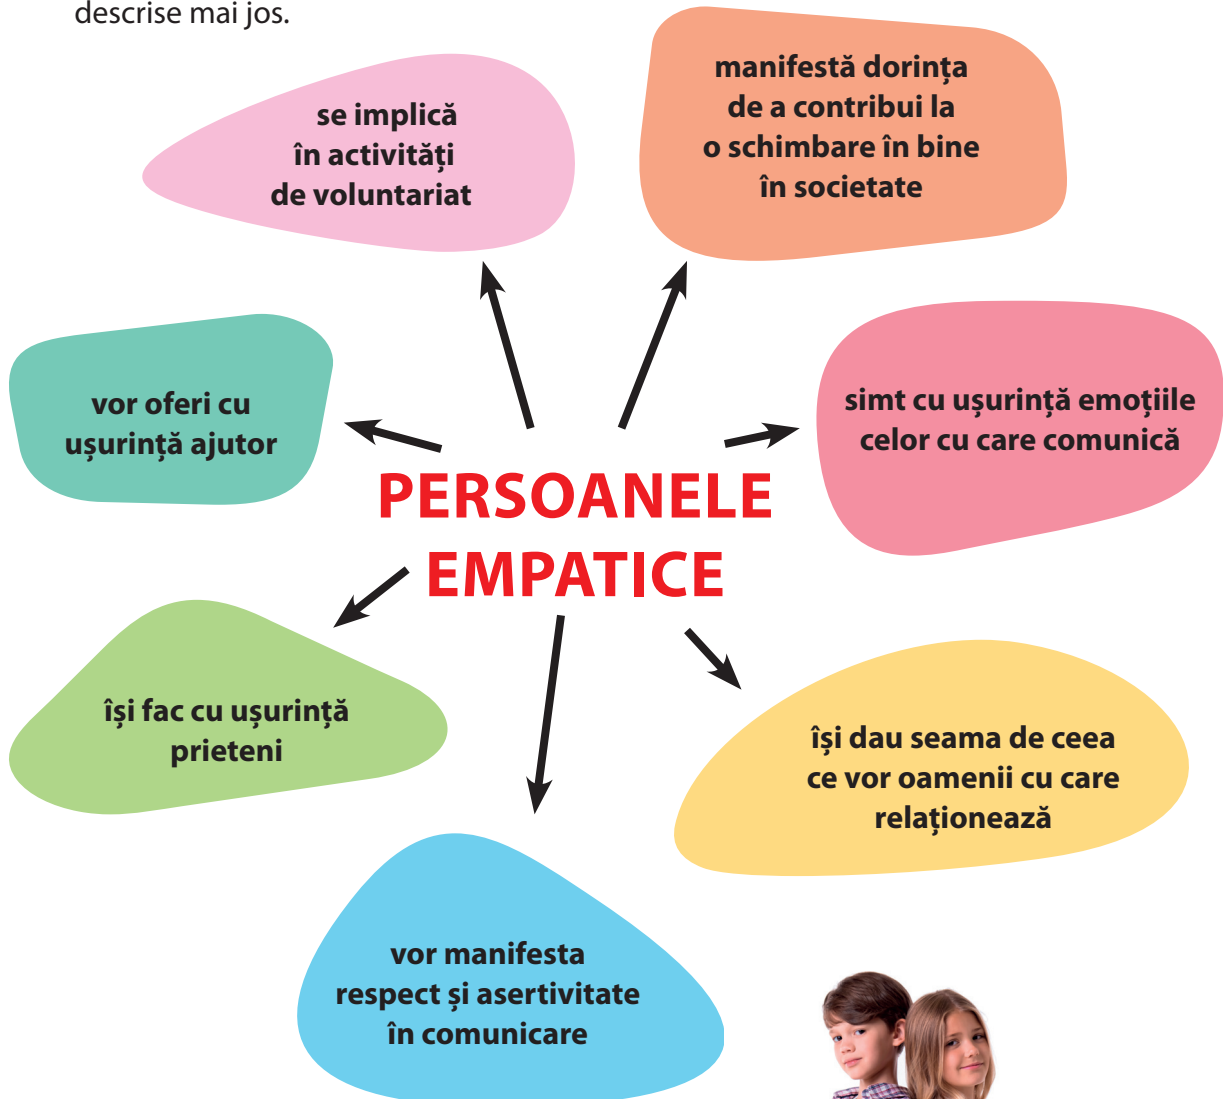 descrise mai jos.
se implică
în activități
de voluntariat
manifestă dorința
de a contribui la
o schimbare în bine
în societate
vor oferi cu
ușurință ajutor
simt cu ușurință emoțiile
celor cu care comunică
PERSOANELE
EMPATICE
își fac cu ușurință
prieteni
își dau seama de ceea
ce vor oamenii cu care
relaționează
vor manifesta
respect și asertivitate
în comunicare